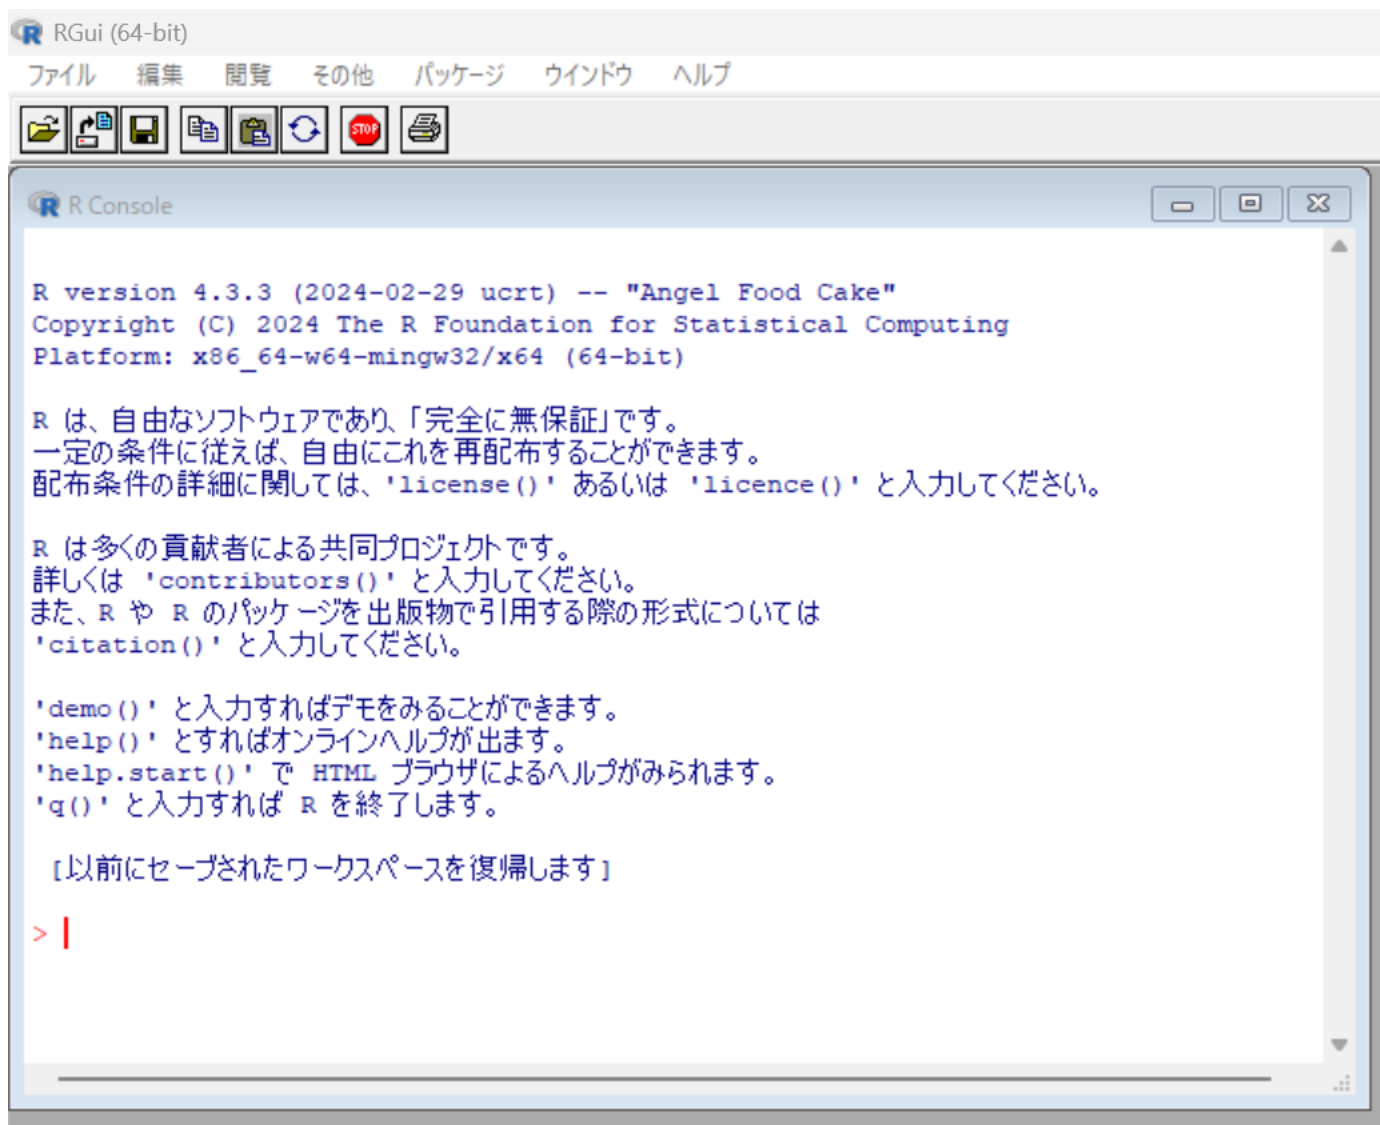 RGui (64-bit)
ファイル 編集 閲覧 その他 パッケージ ウインドウ ヘルプ
STOP
R Console
R version 4.3.3 (2024-02-29 ucrt) -- "Angel Food Cake"
Copyright (C) 2024 The R Foundation for Statistical Computing
Platform: x86_64-w64-mingw32/x64 (64-bit)
R は、自由なソフトウェアであり、「完全に無保証」です。
一定の条件に従えば、自由にこれを再配布することができます。
配布条件の詳細に関しては、'license()' あるいは 'licence()' と入力してください。
R は多くの貢献者による共同プロジェクトです。
詳しくは 'contributors()' と入力してください。
また、R や R のパッケージを出版物で引用する際の形式については
'citation()' と入力してください。
'demo()' と入力すればデモをみることができます。
'help()' とすればオンラインヘルプが出ます。
'help.start()' で HTML ブラウザによるヘルプがみられます。
'q()' と入力すれば R を終了します。
[以前にセーブされたワークスペースを復帰します]
>